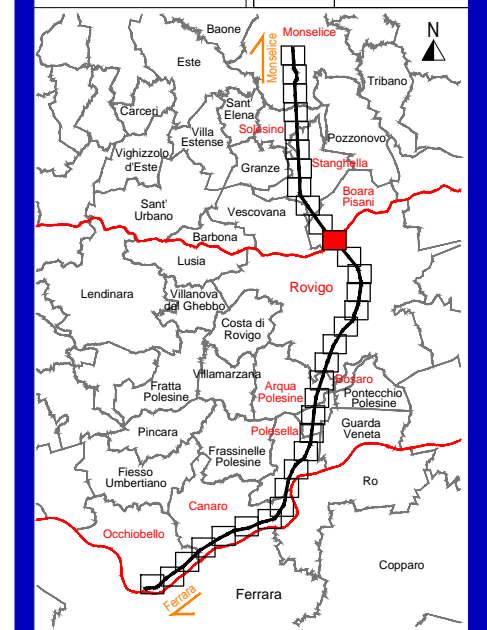 Baone
Monselice
N
Monselice
Este
Tribano
Carceri
Sant'
Elena
Solesino
Villa
Estense
Pozzonovo
Vighizzolo
d'Este
Granze
Stanghella
Boara
Pisani
Sant'
Urbano
Vescovana
Barbona
Lusia
Lendinara
Villanova
del Ghebbo
Rovigo
Costa di
Rovigo
Villamarzana
Fratta
Polesine
Arqua
Polesine
Bosaro
Pontecchio
Polesine
Pincara
Polesella
Guarda
Veneta
Frassinelle
Polesine
Fiesso
Umbertiano
Ro
Canaro
Occhiobello
Copparo
Ferrara
Ferrara